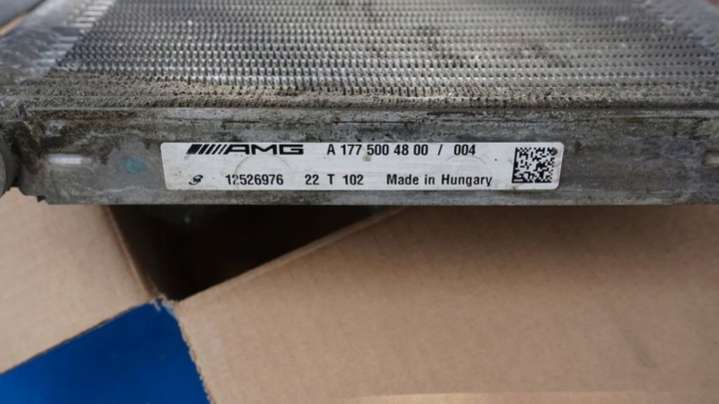 AMG A 177 500 48 00 / 004
12526976 22 T 102 Made in Hungary